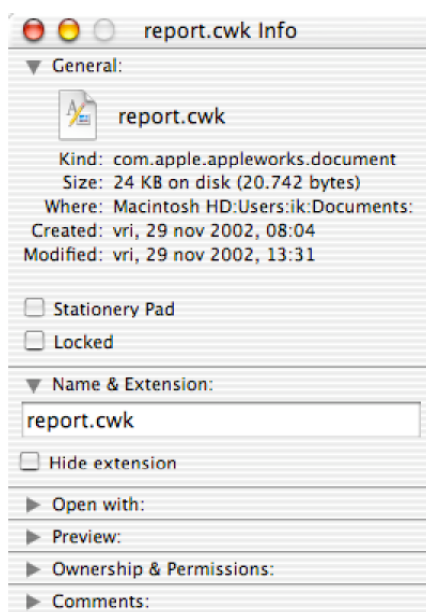 report.cwk Info
General:
report.cwk
Kind: com.apple.appleworks.document
Size: 24 KB on disk (20.742 bytes)
Where: Macintosh HD:Users:ik:Documents:
Created: vri, 29 nov 2002, 08:04
Modified: vri, 29 nov 2002, 13:31
Stationery Pad
Locked
Name & Extension:
report.cwk
Hide extension
Open with:
Preview:
Ownership & Permissions:
Comments: